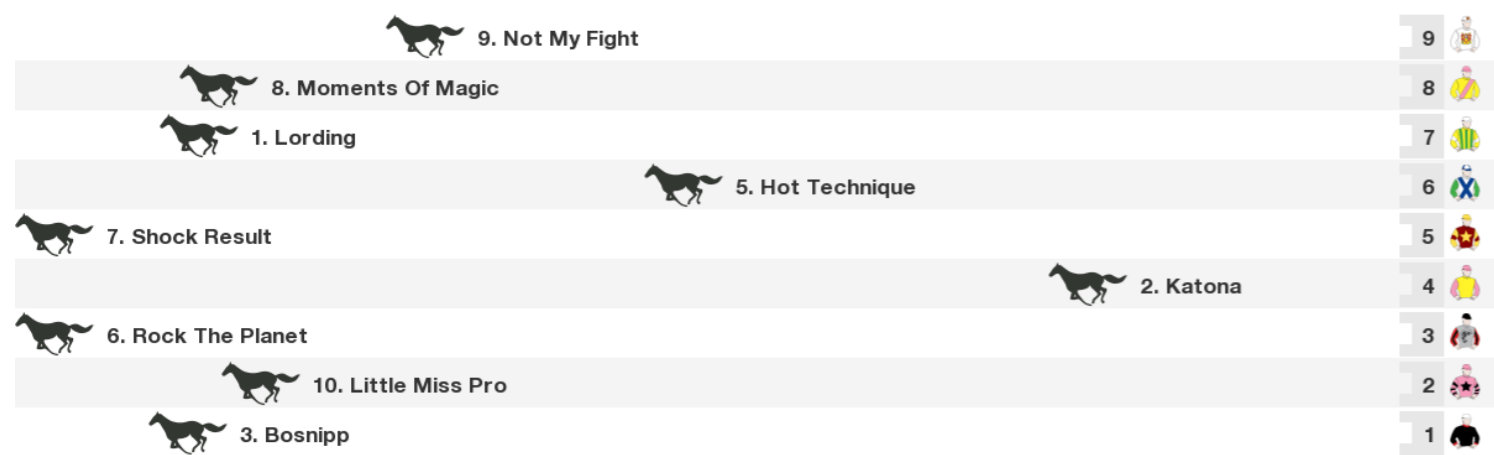 9. Not My Fight 9
8. Moments Of Magic 8
1. Lording 7
5. Hot Technique 6
7. Shock Result 5
2. Katona 4
6. Rock The Planet 3
10. Little Miss Pro 2
3. Bosnipp 1